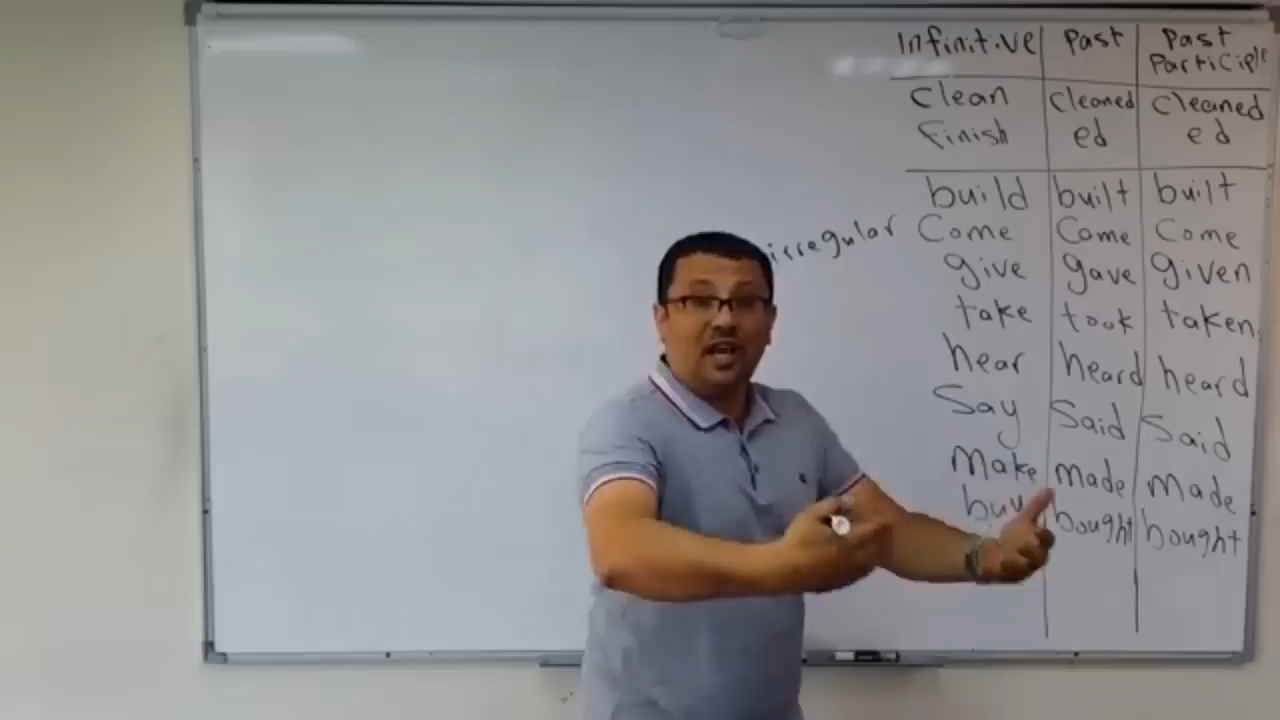 Infinitive Past Past Participle
Clean Cleaned Cleaned
Finish ed ed
build built built
irregular Come Came Come
give gave given
take took taken
hear heard heard
Say Said Said
Make Made Made
buy bought bought